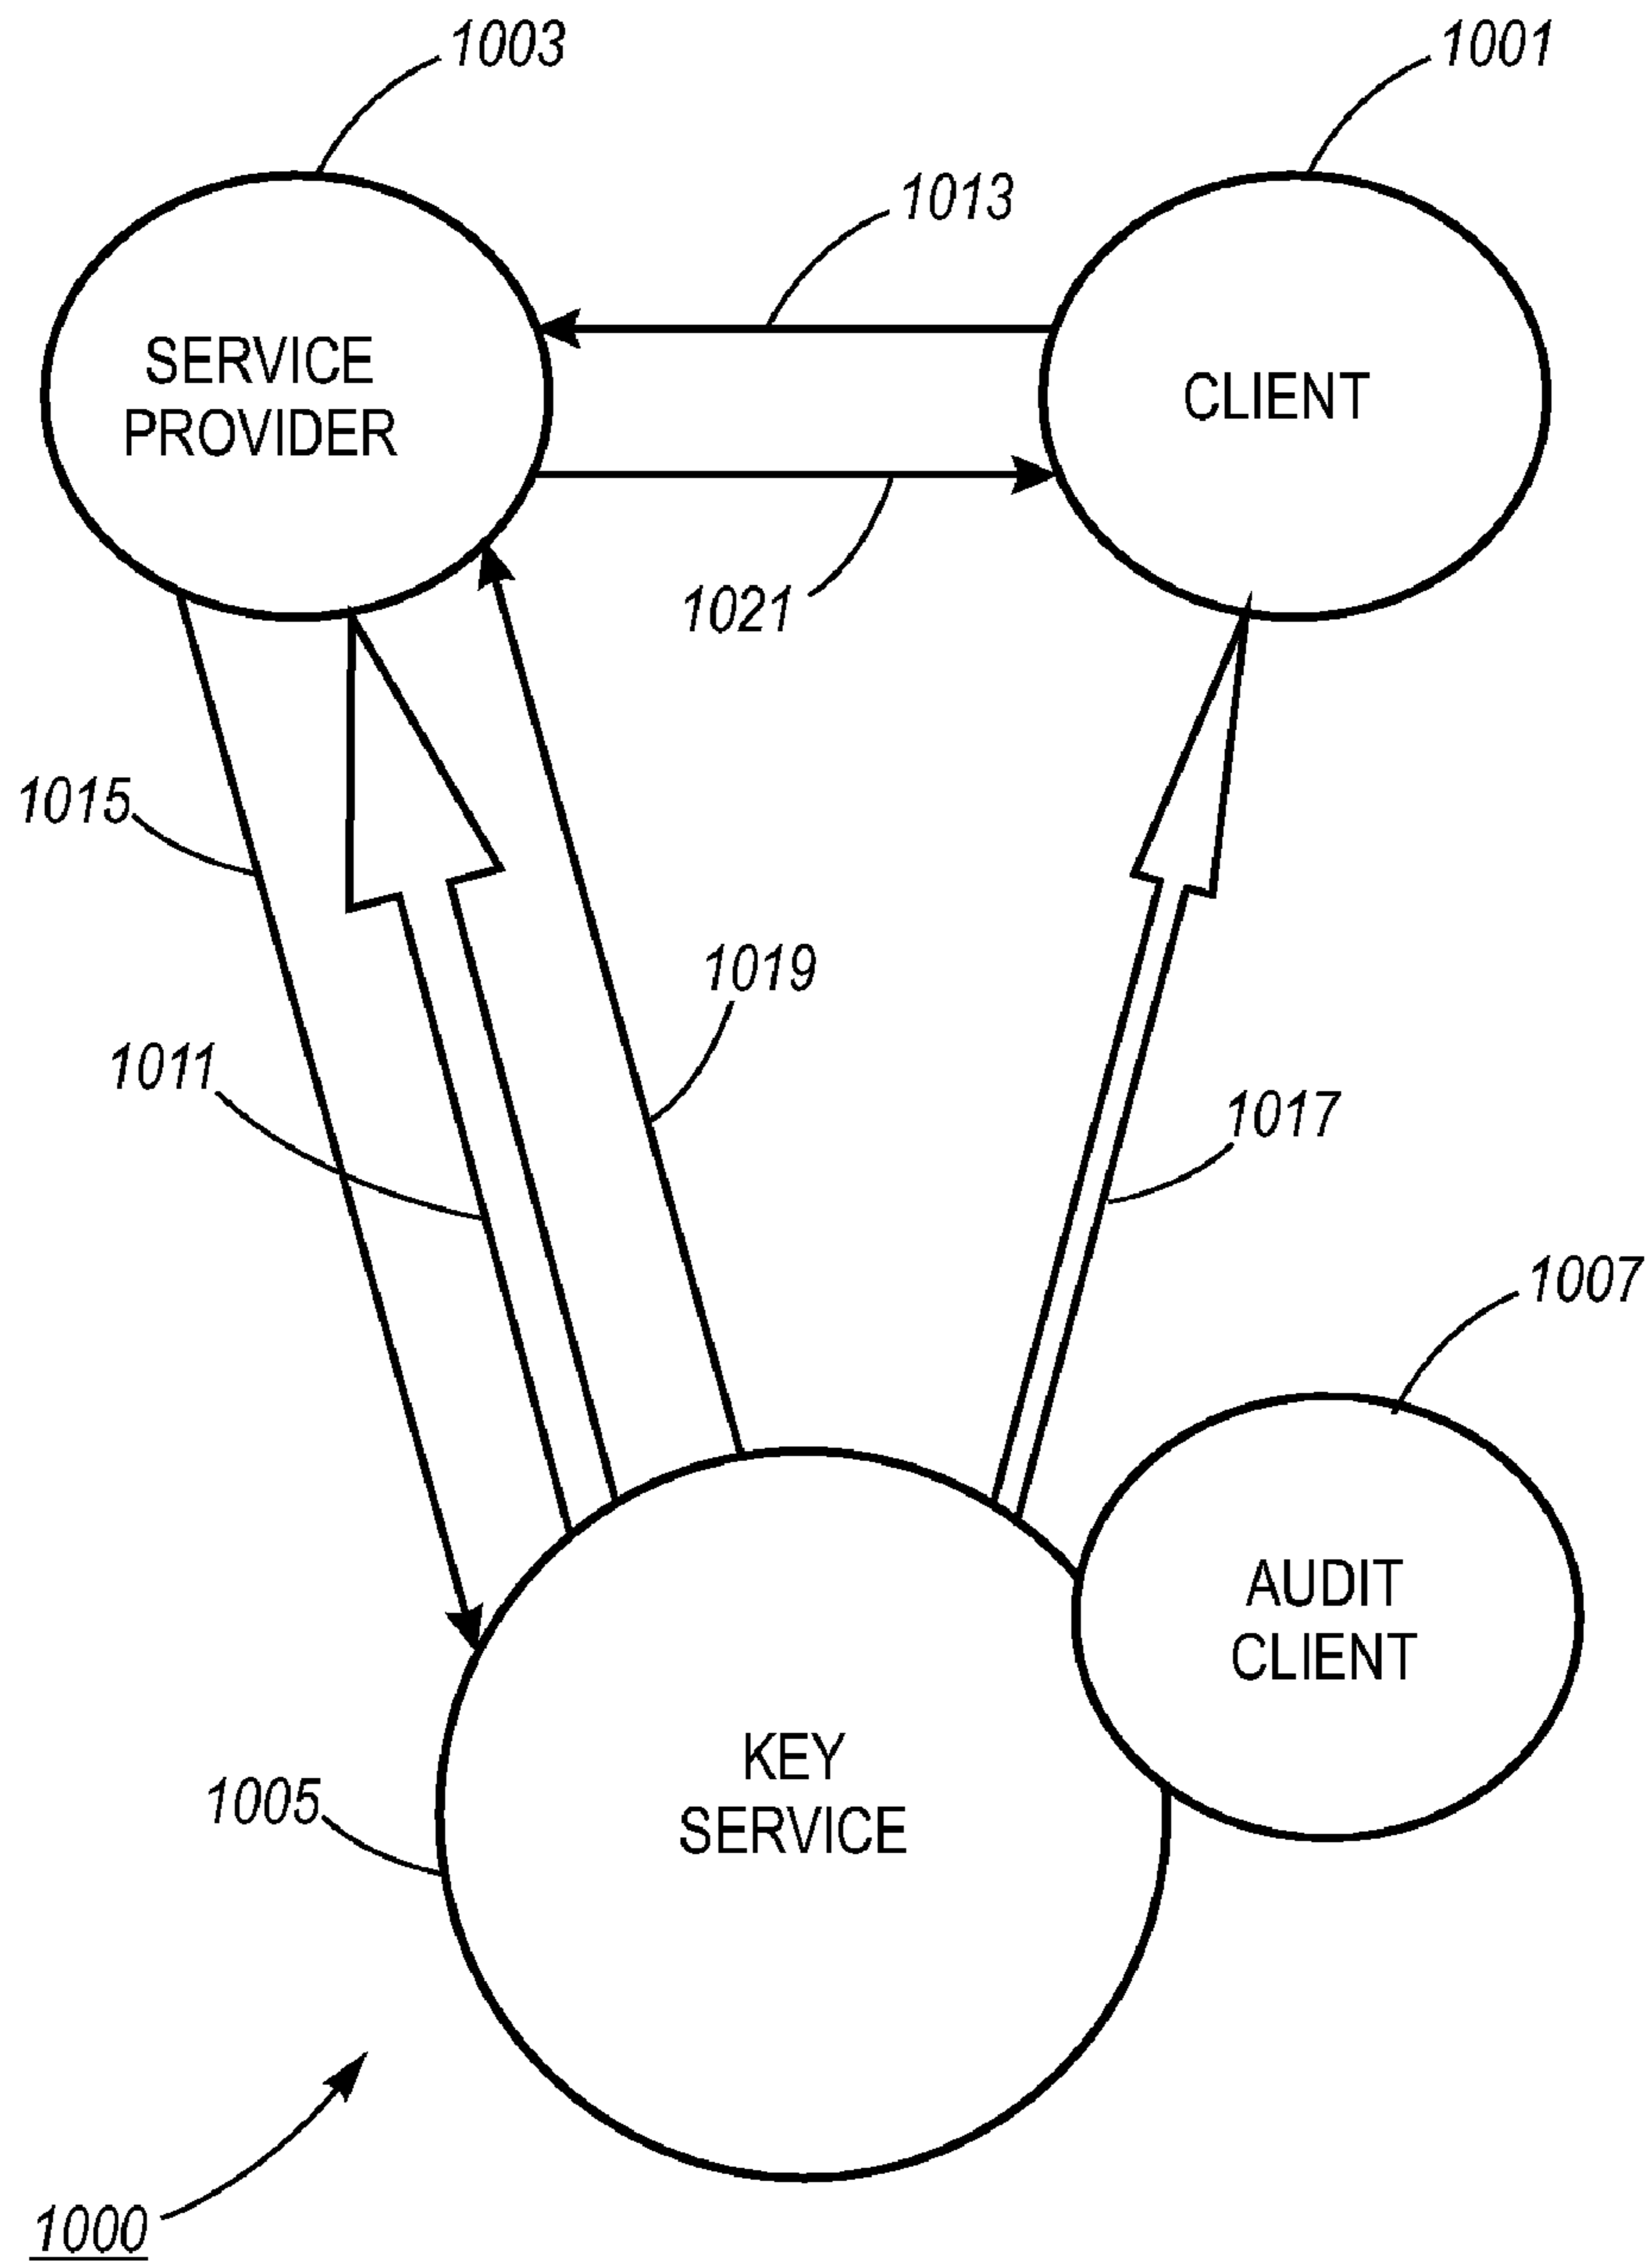 1003
1001
1013
SERVICE
PROVIDER
CLIENT
1021
1015
1019
1011
1017
1007
AUDIT
CLIENT
KEY
SERVICE
1005
1000